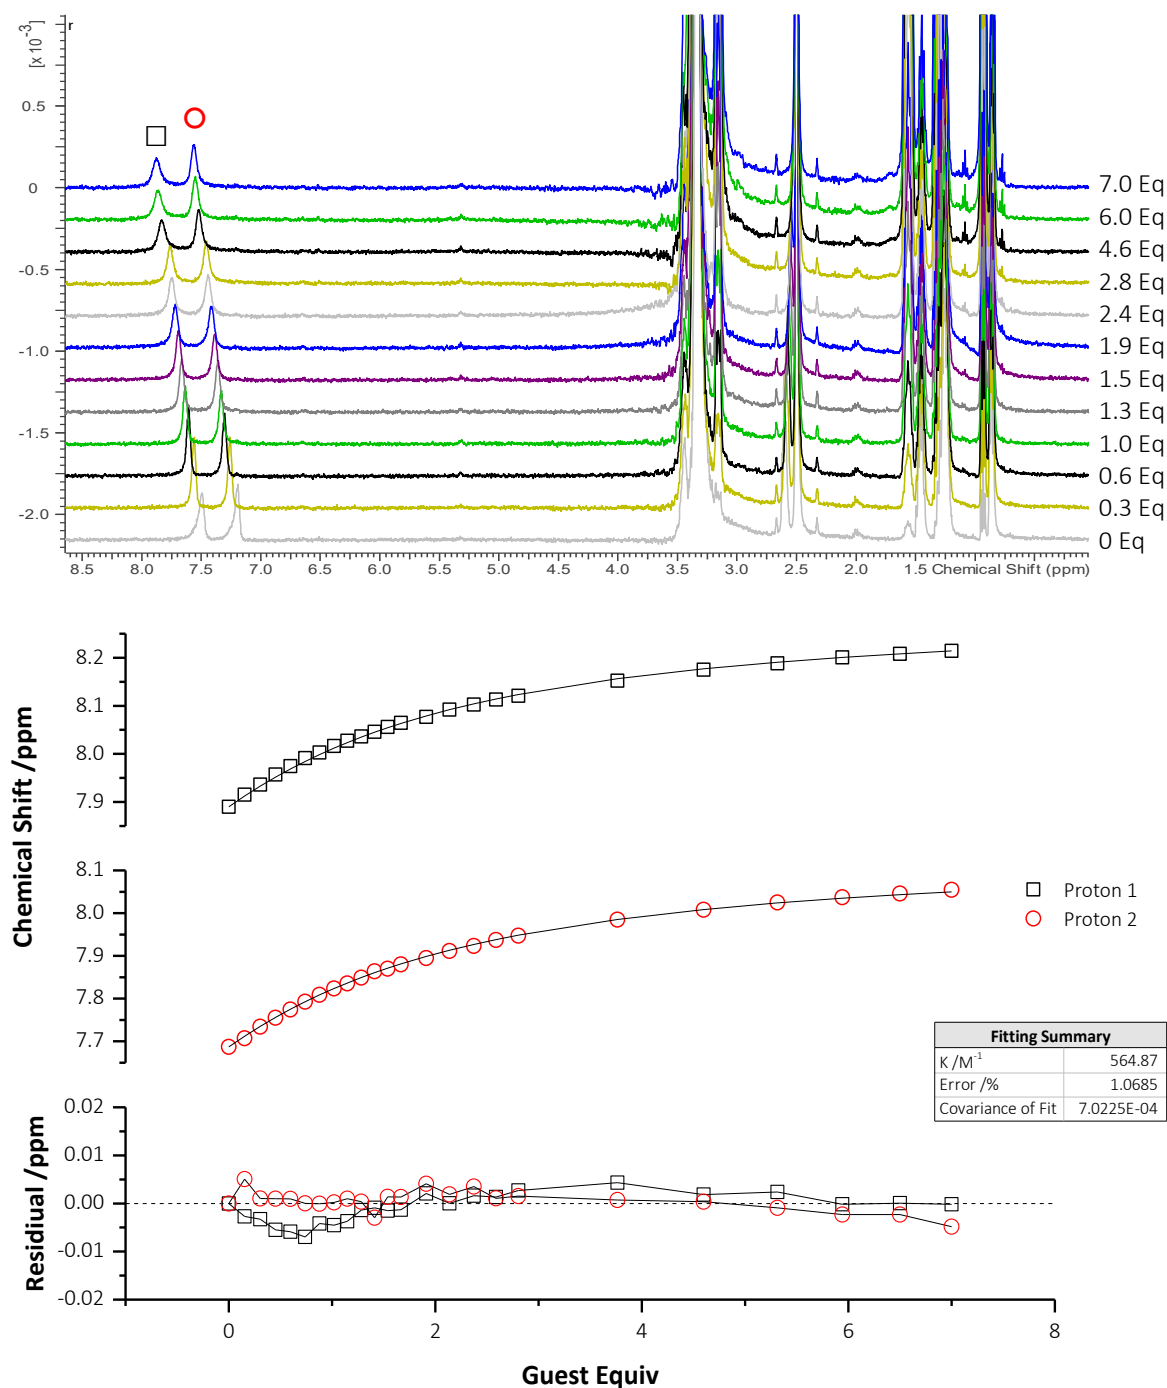 r
[x 10⁻³]
0.5
0
-0.5
-1.0
-1.5
-2.0
7.0 Eq
6.0 Eq
4.6 Eq
2.8 Eq
2.4 Eq
1.9 Eq
1.5 Eq
1.3 Eq
1.0 Eq
0.6 Eq
0.3 Eq
0 Eq
8.5 8.0 7.5 7.0 6.5 6.0 5.5 5.0 4.5 4.0 3.5 3.0 2.5 2.0 1.5 Chemical Shift (ppm)
Chemical Shift /ppm
8.2
8.1
8.0
7.9
8.1
8.0
7.9
7.8
7.7
Proton 1
Proton 2
Fitting Summary
K /M⁻¹ 564.87
Error /% 1.0685
Covariance of Fit 7.0225E-04
Residiual /ppm
0.02
0.01
0.00
-0.01
-0.02
0 2 4 6 8
Guest Equiv